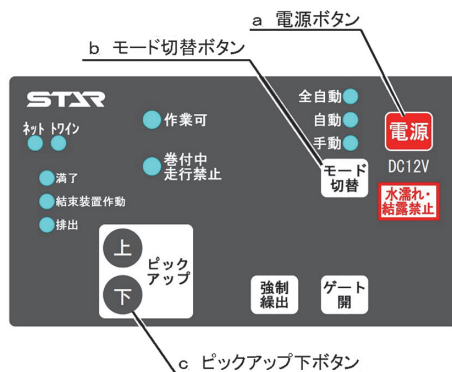 a 電源ボタン
b モード切替ボタン
STAR
ネット トワイン
満了
結束装置作動
排出
作業可
巻付中
走行禁止
全自動
自動
手動
モード
切替
電源
DC12V
水濡れ・
結露禁止
上
下
ピック
アップ
強制
繰出
ゲート
開
c ピックアップ下ボタン